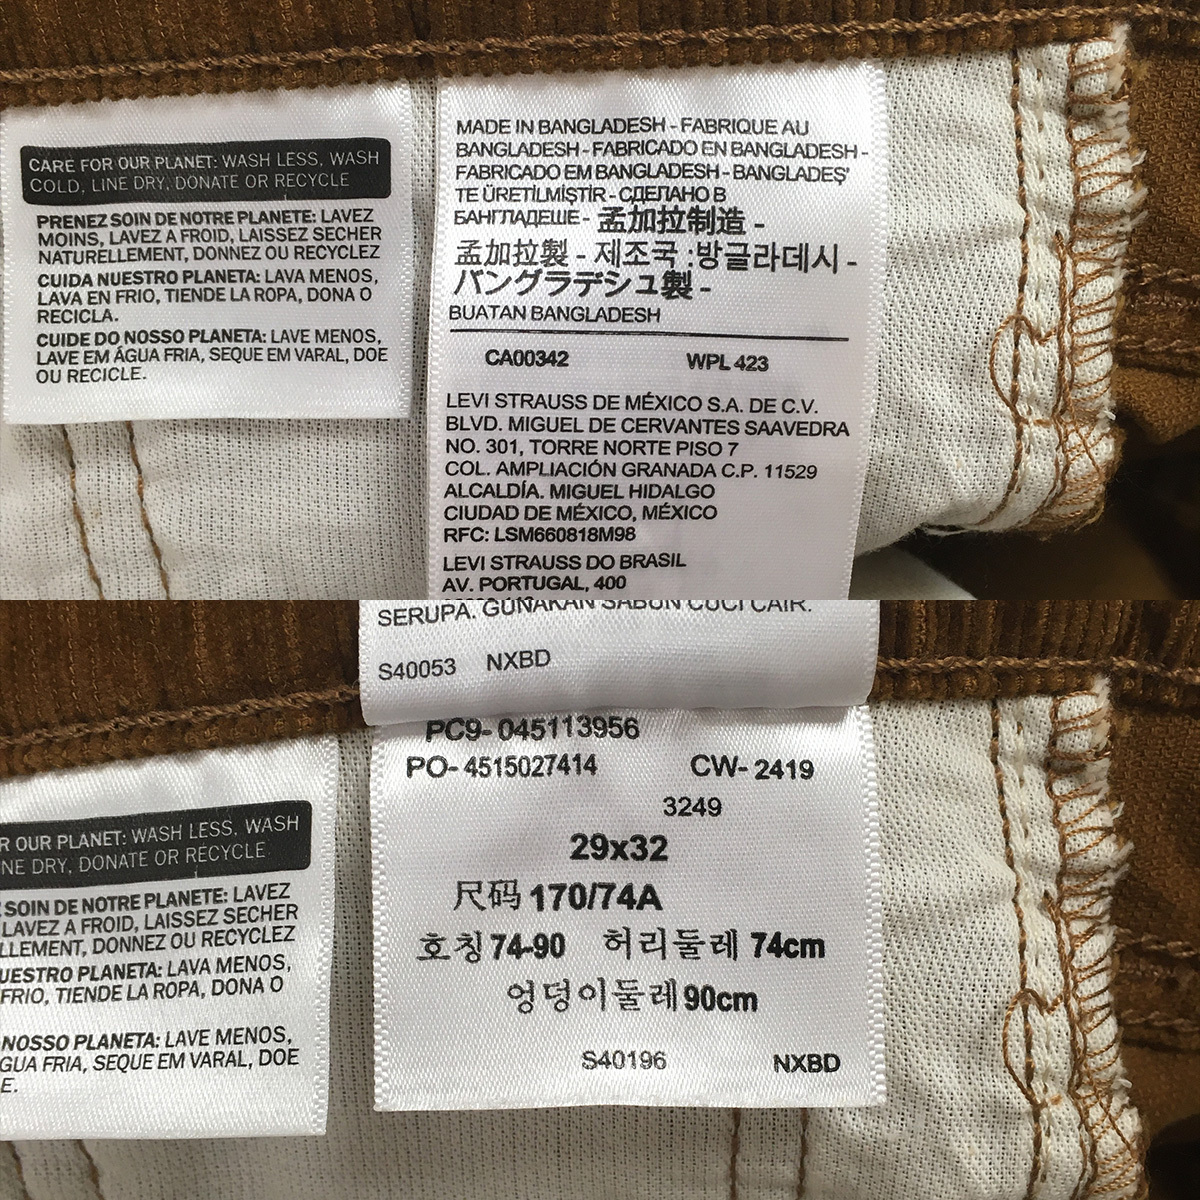 CARE FOR OUR PLANET: WASH LESS, WASH
COLD, LINE DRY, DONATE OR RECYCLE
PRENEZ SOIN DE NOTRE PLANETE: LAVEZ
MOINS, LAVEZ A FROID, LAISSEZ SECHER
NATURELLEMENT, DONNEZ OU RECYCLEZ
CUIDA NUESTRO PLANETA: LAVA MENOS,
LAVA EN FRIO, TIENDE LA ROPA, DONA O
RECICLA.
CUIDE DO NOSSO PLANETA: LAVE MENOS,
LAVE EM ÁGUA FRIA, SEQUE EM VARAL, DOE
OU RECICLE.
MADE IN BANGLADESH - FABRIQUE AU
BANGLADESH - FABRICADO EN BANGLADESH -
FABRICADO EM BANGLADESH - BANGLADEŞ'
TE ÜRETİLMİŞTİR - СДЕЛАНО В
БАНГЛАДЕШЕ - 孟加拉制造 -
孟加拉製 - 제조국 :방글라데시 -
バングラデシュ製 -
BUATAN BANGLADESH
CA00342 WPL 423
LEVI STRAUSS DE MÉXICO S.A. DE C.V.
BLVD. MIGUEL DE CERVANTES SAAVEDRA
NO. 301, TORRE NORTE PISO 7
COL. AMPLIACIÓN GRANADA C.P. 11529
ALCALDÍA. MIGUEL HIDALGO
CIUDAD DE MÉXICO, MÉXICO
RFC: LSM660818M98
LEVI STRAUSS DO BRASIL
AV. PORTUGAL, 400
SERUPA. GUNAKAN SABUN CUCI CAIR.
S40053 NXBD
PC9- 045113956
PO- 4515027414 CW- 2419
3249
29x32
尺码 170/74A
호칭 74-90 허리둘레 74cm
엉덩이둘레 90cm
S40196 NXBD
R OUR PLANET: WASH LESS, WASH
NE DRY, DONATE OR RECYCLE
SOIN DE NOTRE PLANETE: LAVEZ
LAVEZ A FROID, LAISSEZ SECHER
LLEMENT, DONNEZ OU RECYCLEZ
UESTRO PLANETA: LAVA MENOS,
FRIO, TIENDE LA ROPA, DONA O
NOSSO PLANETA: LAVE MENOS,
GUA FRIA, SEQUE EM VARAL, DOE
E.